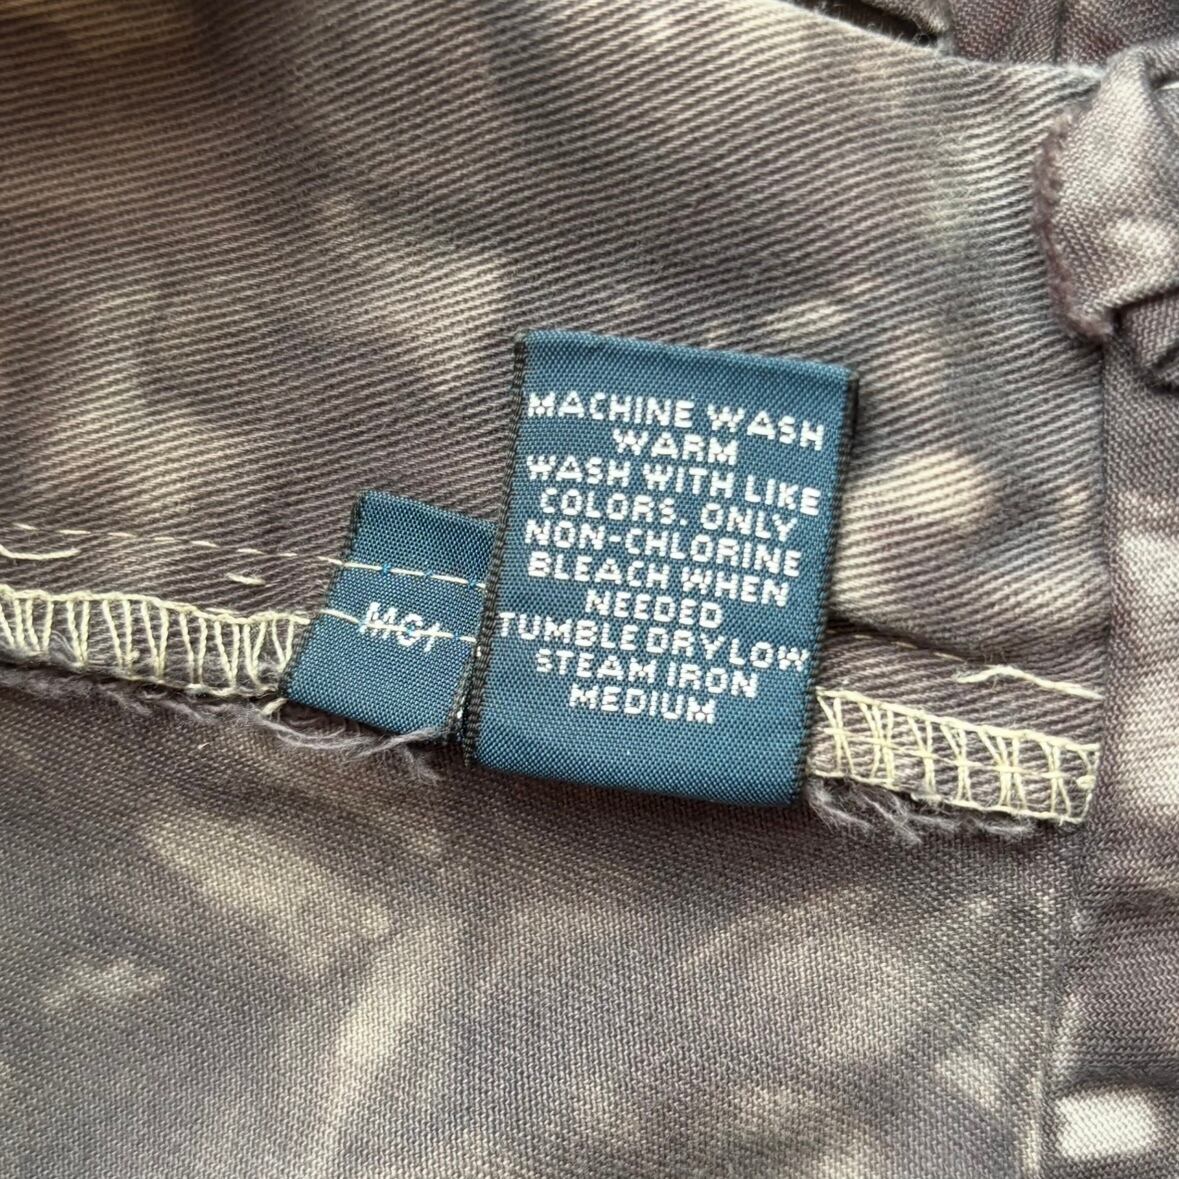 MACHINE WASH
WARM
WASH WITH LIKE
COLORS. ONLY
NON-CHLORINE
BLEACH WHEN
NEEDED
TUMBLE DRY LOW
STEAM IRON
MEDIUM